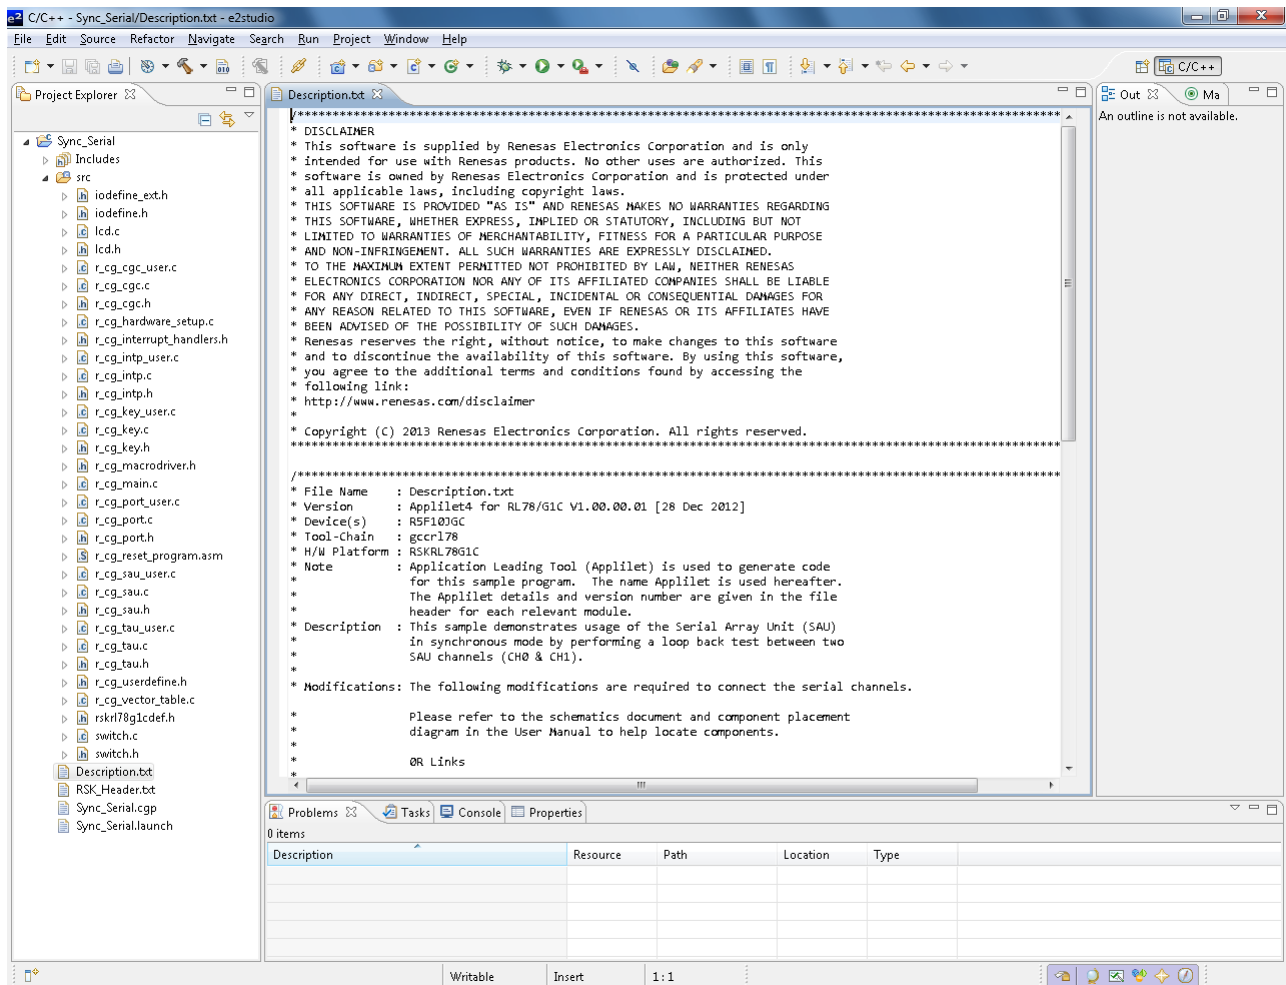 C/C++ - Sync_Serial/Description.txt - e2studio
File Edit Source Refactor Navigate Search Run Project Window Help
C/C++
Project Explorer
Sync_Serial
Includes
src
iodefine_ext.h
iodefine.h
lcd.c
lcd.h
r_cg_cgc_user.c
r_cg_cgc.c
r_cg_cgc.h
r_cg_hardware_setup.c
r_cg_interrupt_handlers.h
r_cg_intp_user.c
r_cg_intp.c
r_cg_intp.h
r_cg_key_user.c
r_cg_key.c
r_cg_key.h
r_cg_macrodriver.h
r_cg_main.c
r_cg_port_user.c
r_cg_port.c
r_cg_port.h
r_cg_reset_program.asm
r_cg_sau_user.c
r_cg_sau.c
r_cg_sau.h
r_cg_tau_user.c
r_cg_tau.c
r_cg_tau.h
r_cg_userdefine.h
r_cg_vector_table.c
rskrl78g1cdef.h
switch.c
switch.h
Description.txt
RSK_Header.txt
Sync_Serial.cgp
Sync_Serial.launch
Description.txt
/*******************************************************************************
* DISCLAIMER
* This software is supplied by Renesas Electronics Corporation and is only
* intended for use with Renesas products. No other uses are authorized. This
* software is owned by Renesas Electronics Corporation and is protected under
* all applicable laws, including copyright laws.
* THIS SOFTWARE IS PROVIDED "AS IS" AND RENESAS MAKES NO WARRANTIES REGARDING
* THIS SOFTWARE, WHETHER EXPRESS, IMPLIED OR STATUTORY, INCLUDING BUT NOT
* LIMITED TO WARRANTIES OF MERCHANTABILITY, FITNESS FOR A PARTICULAR PURPOSE
* AND NON-INFRINGEMENT. ALL SUCH WARRANTIES ARE EXPRESSLY DISCLAIMED.
* TO THE MAXIMUM EXTENT PERMITTED NOT PROHIBITED BY LAW, NEITHER RENESAS
* ELECTRONICS CORPORATION NOR ANY OF ITS AFFILIATED COMPANIES SHALL BE LIABLE
* FOR ANY DIRECT, INDIRECT, SPECIAL, INCIDENTAL OR CONSEQUENTIAL DAMAGES FOR
* ANY REASON RELATED TO THIS SOFTWARE, EVEN IF RENESAS OR ITS AFFILIATES HAVE
* BEEN ADVISED OF THE POSSIBILITY OF SUCH DAMAGES.
* Renesas reserves the right, without notice, to make changes to this software
* and to discontinue the availability of this software. By using this software,
* you agree to the additional terms and conditions found by accessing the
* following link:
* http://www.renesas.com/disclaimer
*
* Copyright (C) 2013 Renesas Electronics Corporation. All rights reserved.
*******************************************************************************
/*******************************************************************************
* File Name : Description.txt
* Version : Applilet4 for RL78/G1C V1.00.00.01 [28 Dec 2012]
* Device(s) : R5F10JGC
* Tool-Chain : gccrl78
* H/W Platform : RSKRL78G1C
* Note : Application Leading Tool (Applilet) is used to generate code
* for this sample program. The name Applilet is used hereafter.
* The Applilet details and version number are given in the file
* header for each relevant module.
* Description : This sample demonstrates usage of the Serial Array Unit (SAU)
* in synchronous mode by performing a loop back test between two
* SAU channels (CH0 & CH1).
*
* Modifications: The following modifications are required to connect the serial channels.
*
* Please refer to the schematics document and component placement
* diagram in the User Manual to help locate components.
*
* 0R Links
*
Out Ma
An outline is not available.
Problems Tasks Console Properties
0 items
Description Resource Path Location Type
Writable Insert 1:1